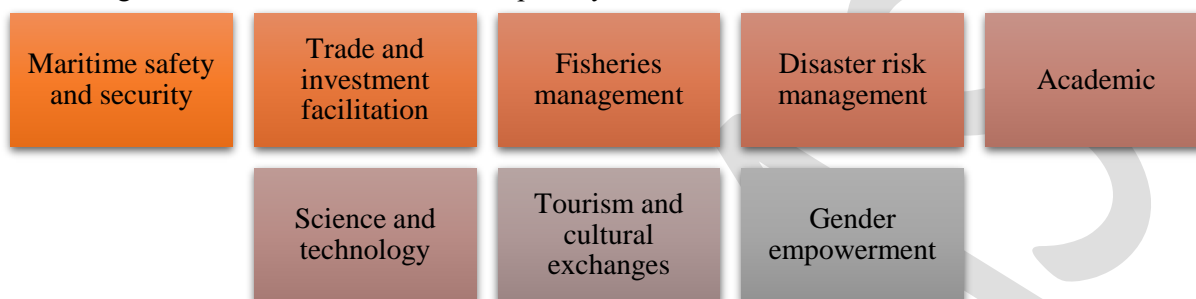 Maritime safety
and security
Trade and
investment
facilitation
Fisheries
management
Disaster risk
management
Academic
Science and
technology
Tourism and
cultural
exchanges
Gender
empowerment